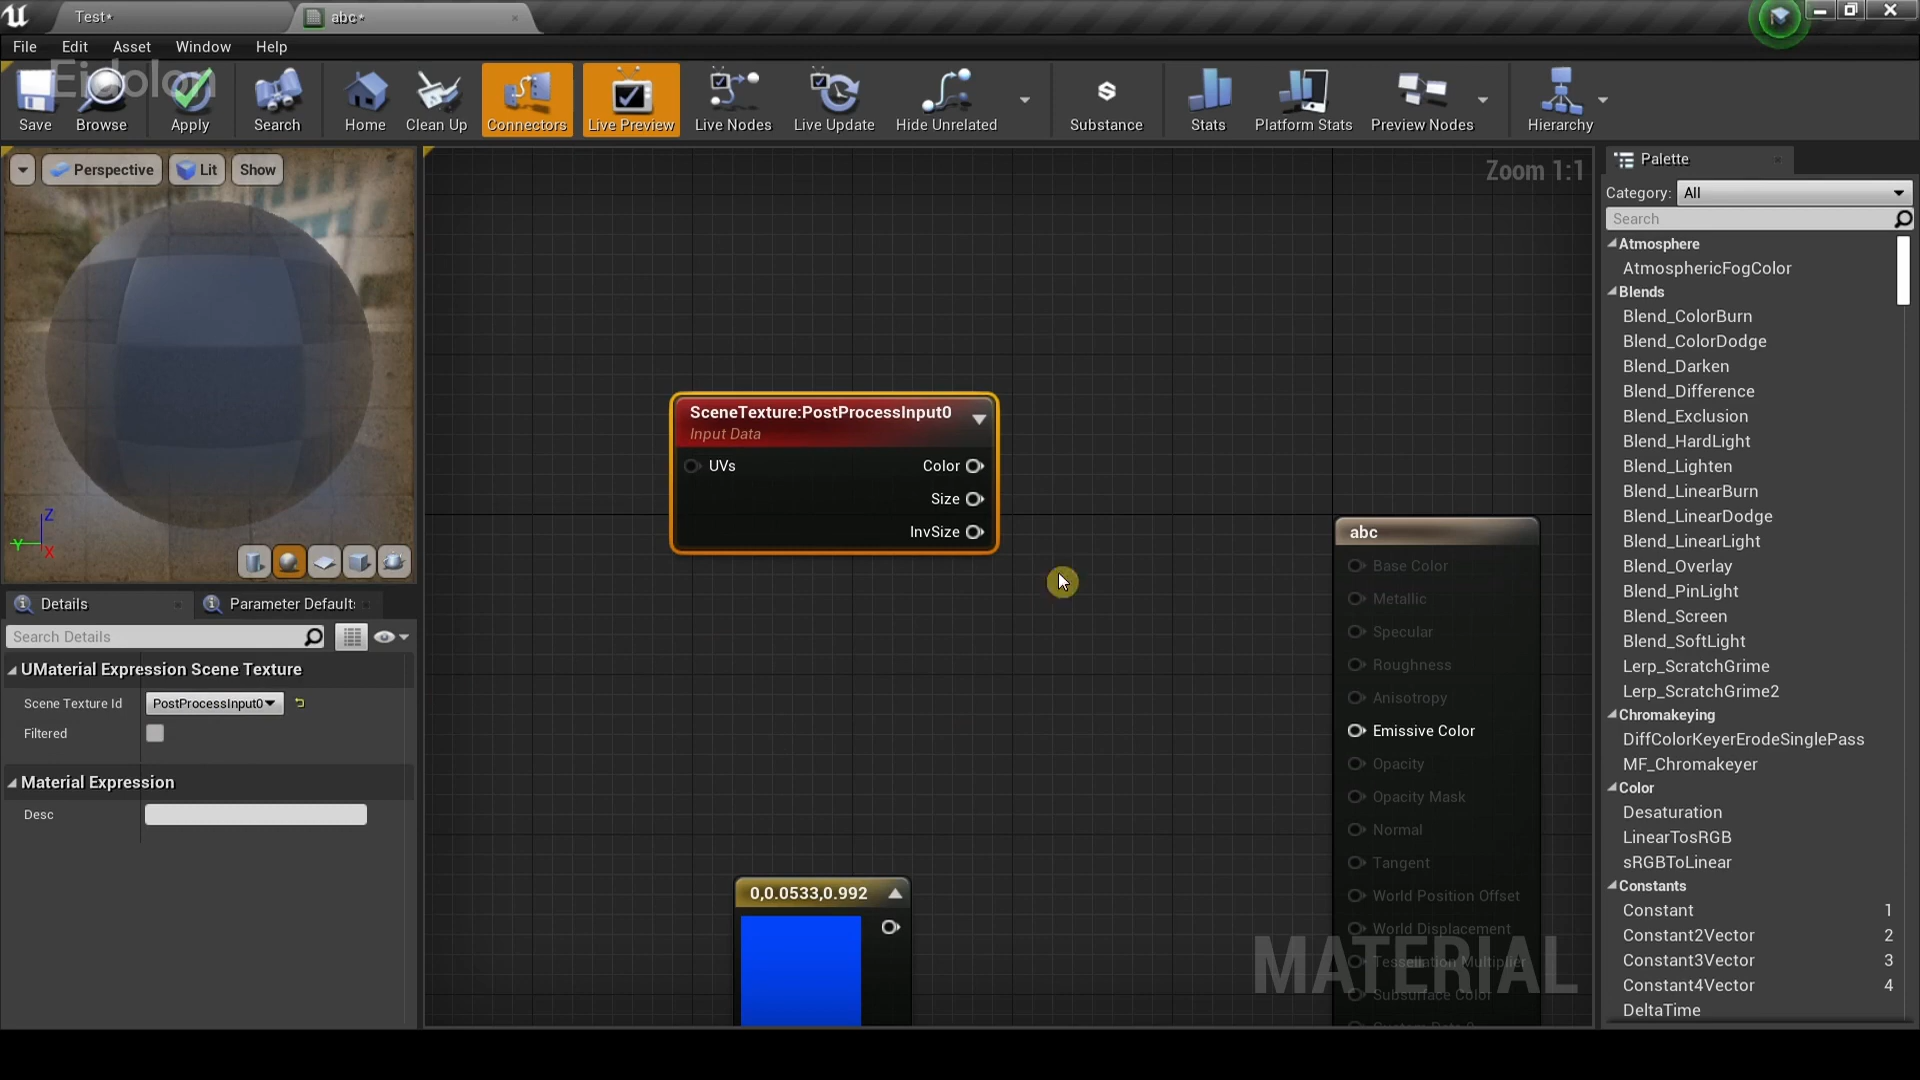 Test*
abc*
File Edit Asset Window Help
Eidolon
Save Browse Apply Search Home Clean Up Connectors Live Preview Live Nodes Live Update Hide Unrelated Substance Stats Platform Stats Preview Nodes Hierarchy
Perspective Lit Show
Z
Y
X
Details
Parameter Default
Search Details
UMaterial Expression Scene Texture
Scene Texture Id PostProcessInput0
Filtered
Material Expression
Desc
Zoom 1:1
SceneTexture:PostProcessInput0
Input Data
UVs Color
Size
InvSize
0,0.0533,0.992
abc
Base Color
Metallic
Specular
Roughness
Anisotropy
Emissive Color
Opacity
Opacity Mask
Normal
Tangent
World Position Offset
World Displacement
Tessellation Multiplier
Subsurface Color
MATERIAL
Palette
Category: All
Search
Atmosphere
AtmosphericFogColor
Blends
Blend_ColorBurn
Blend_ColorDodge
Blend_Darken
Blend_Difference
Blend_Exclusion
Blend_HardLight
Blend_Lighten
Blend_LinearBurn
Blend_LinearDodge
Blend_LinearLight
Blend_Overlay
Blend_PinLight
Blend_Screen
Blend_SoftLight
Lerp_ScratchGrime
Lerp_ScratchGrime2
Chromakeying
DiffColorKeyerErodeSinglePass
MF_Chromakeyer
Color
Desaturation
LinearTosRGB
sRGBToLinear
Constants
Constant 1
Constant2Vector 2
Constant3Vector 3
Constant4Vector 4
DeltaTime